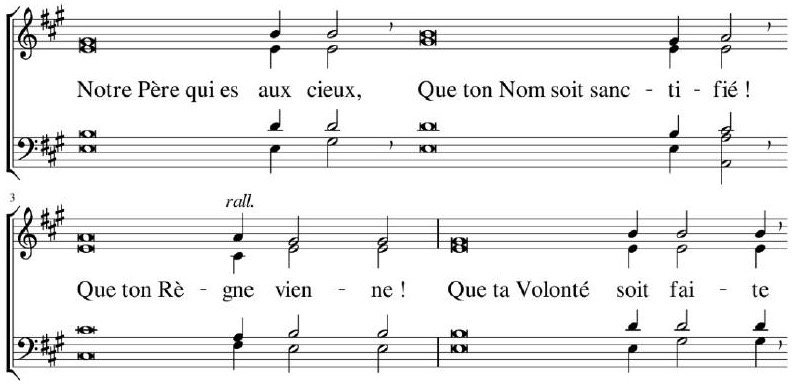 Notre Père qui es aux cieux, Que ton Nom soit sanc - ti - fié !
3
rall.
Que ton Rè - gne vien - ne ! Que ta Volonté soit fai - te